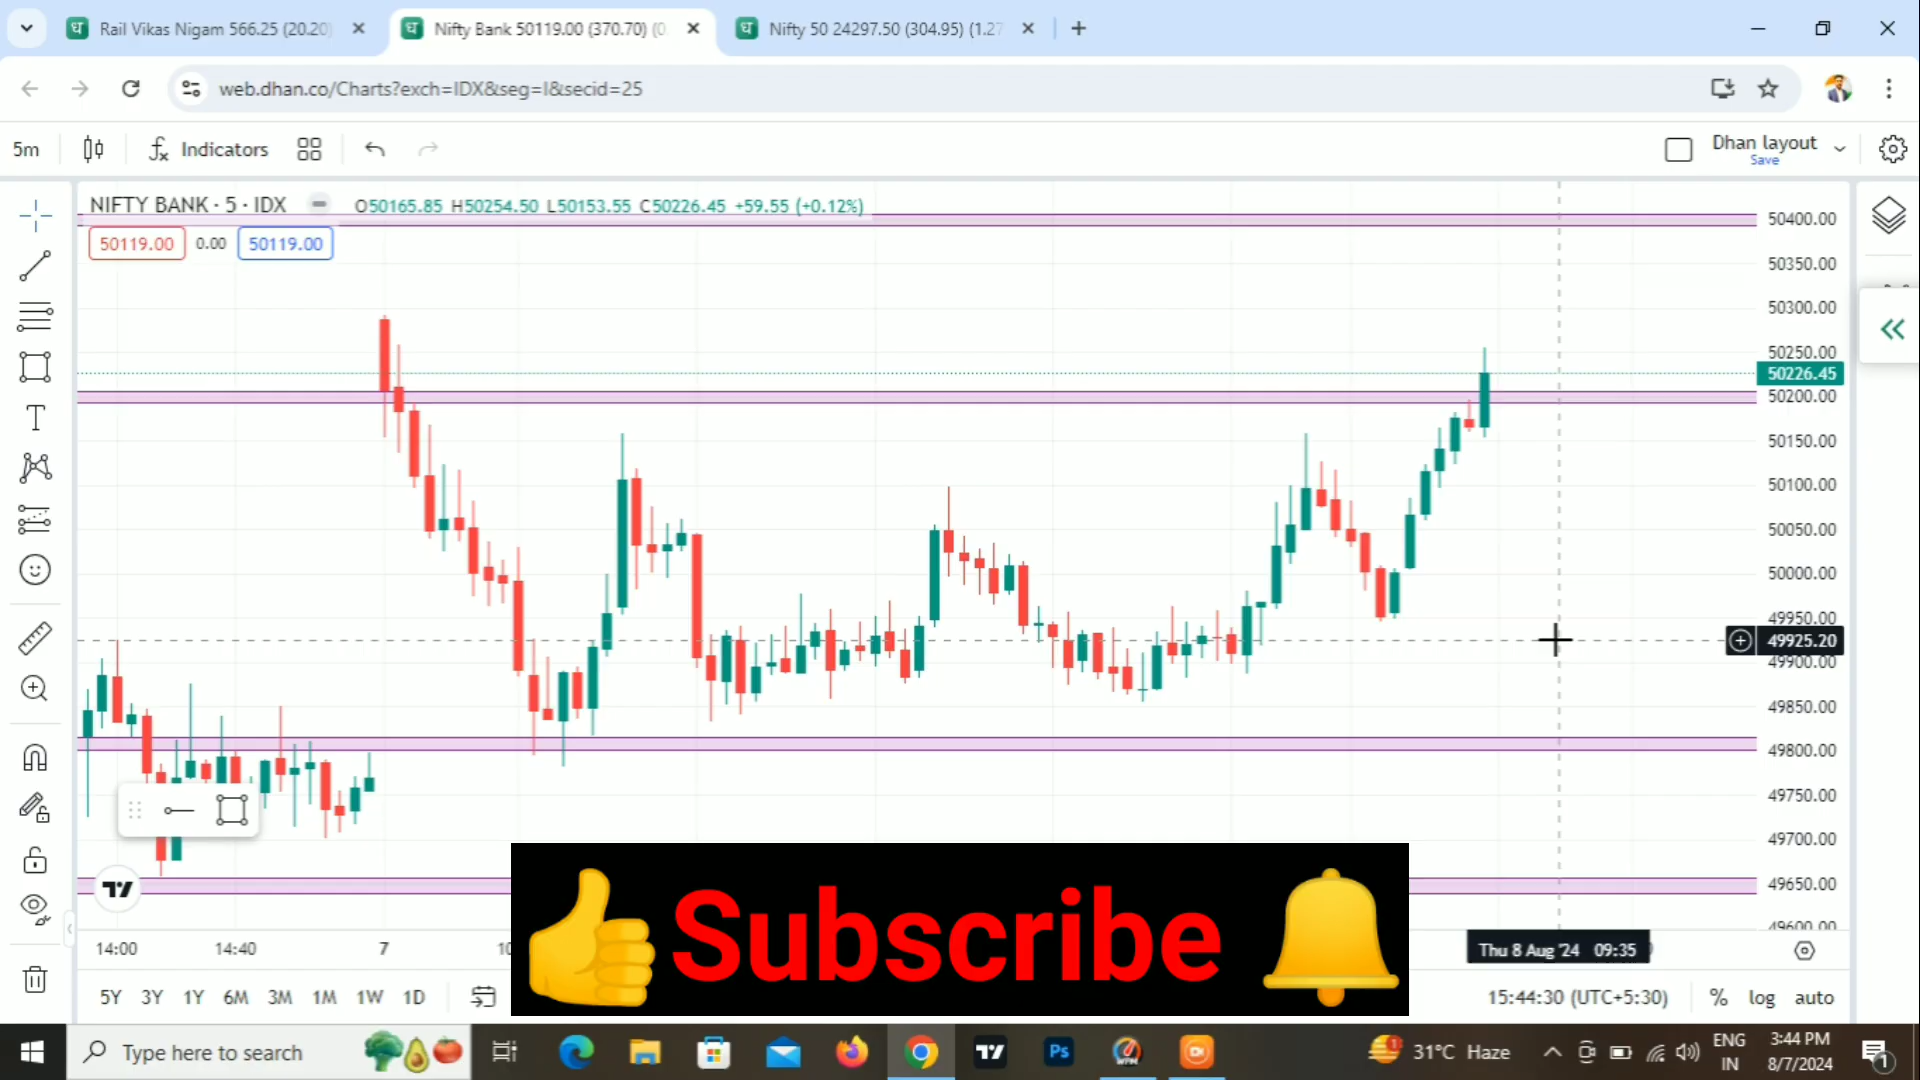 Rail Vikas Nigam 566.25 (20.20)
Nifty Bank 50119.00 (370.70) (0
Nifty 50 24297.50 (304.95) (1.27
web.dhan.co/Charts?exch=IDX&seg=I&secid=25
5m
Indicators
Dhan layout
Save
NIFTY BANK · 5 · IDX
O50165.85 H50254.50 L50153.55 C50226.45 +59.55 (+0.12%)
50119.00
0.00
50119.00
50400.00
50350.00
50300.00
50250.00
50226.45
50200.00
50150.00
50100.00
50050.00
50000.00
49950.00
49925.20
49900.00
49850.00
49800.00
49750.00
49700.00
49650.00
49600.00
14:00
14:40
7
Thu 8 Aug '24 09:35
Subscribe
5Y 3Y 1Y 6M 3M 1M 1W 1D
15:44:30 (UTC+5:30)
% log auto
Type here to search
Ps
1
31°C Haze
ENG
IN
3:44 PM
8/7/2024
1